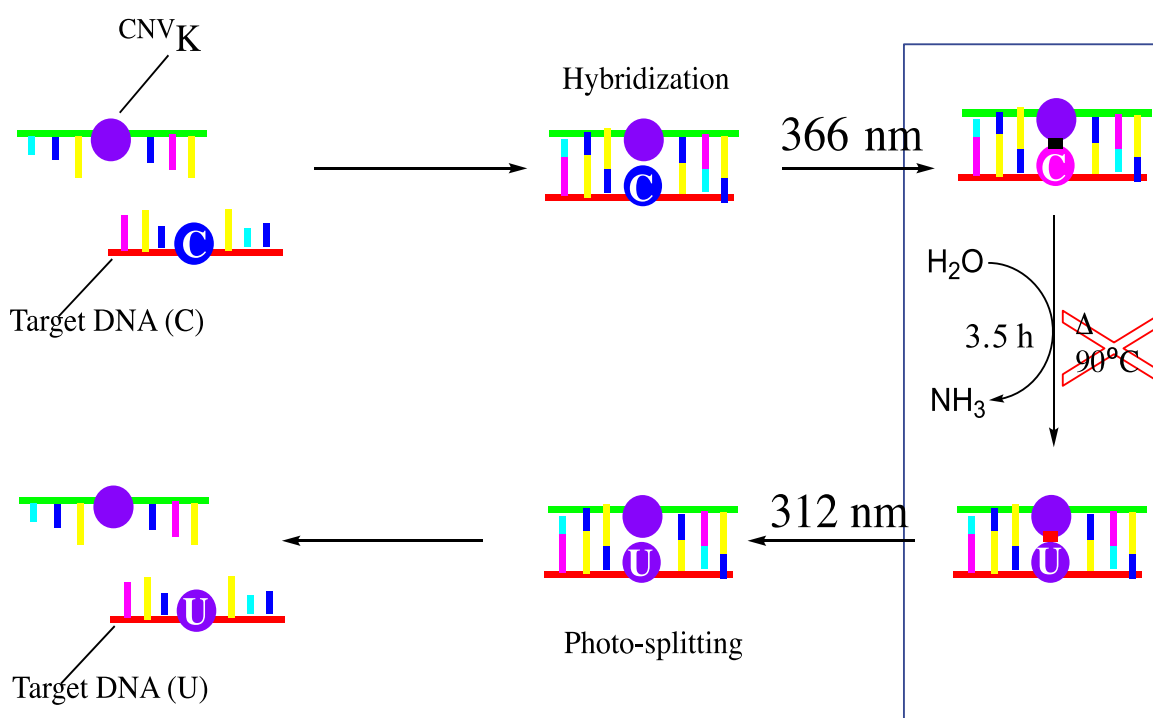 CNVK
Hybridization
366 nm
C
C
C
Target DNA (C)
H₂O
3.5 h
Δ
90°C
NH₃
312 nm
U
U
U
Photo-splitting
Target DNA (U)